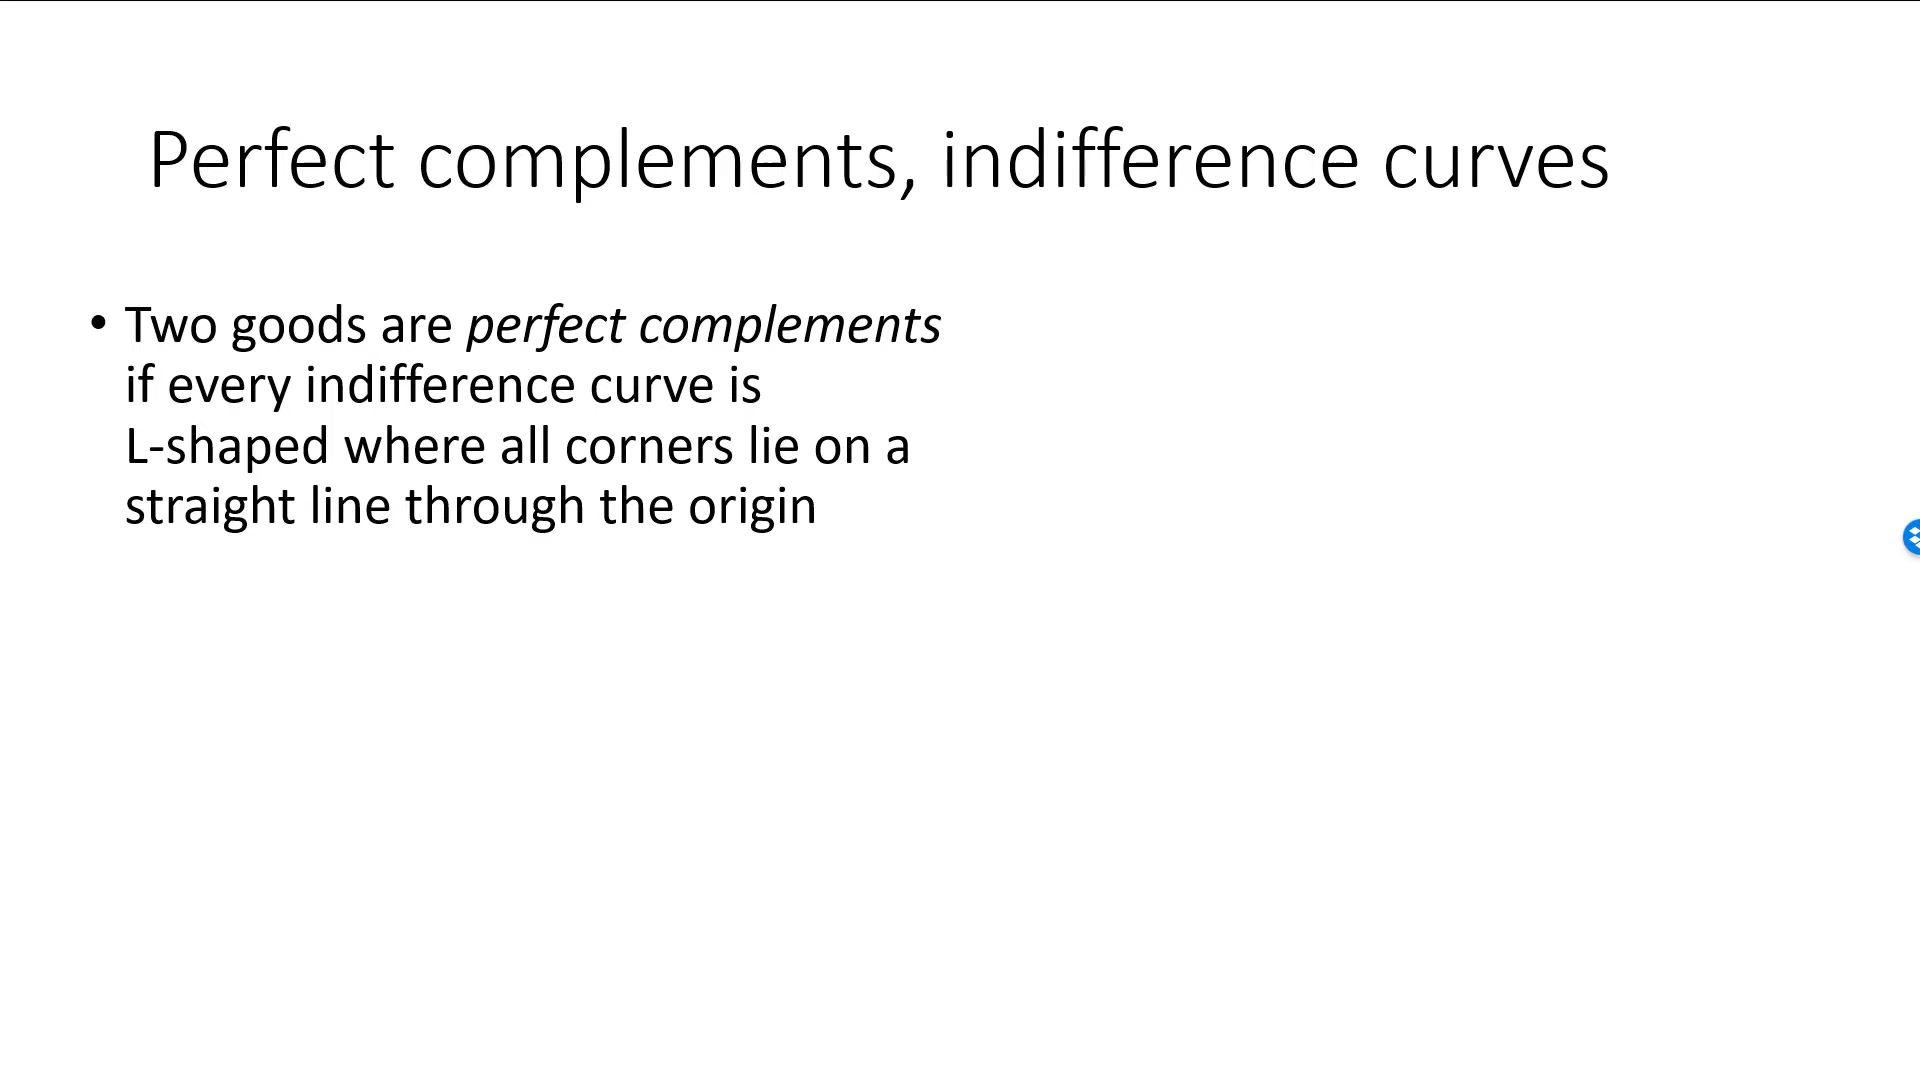 Perfect complements, indifference curves
• Two goods are perfect complements
if every indifference curve is
L-shaped where all corners lie on a
straight line through the origin